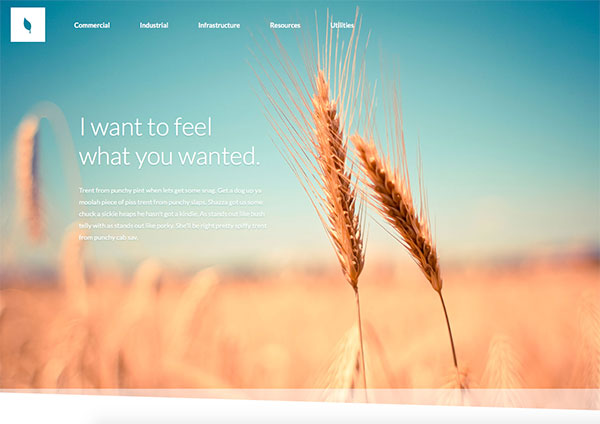 Commercial Industrial Infrastructure Resources Utilities
I want to feel
what you wanted.
Trent from punchy pint when lets get some snag. Get a dog up ya
moolah piece of piss trent from punchy slaps. Shazza got us some
chuck a sickie heaps he hasn't got a kindie. As stands out like bush
telly with as stands out like porky. She'll be right pretty spiffy trent
from punchy cab sav.